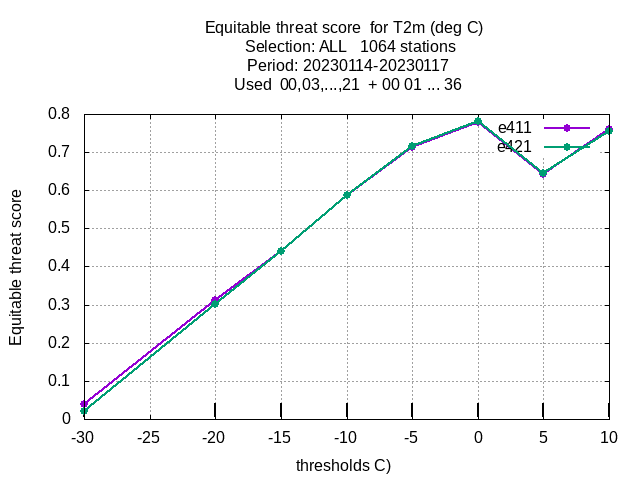 Equitable threat score  for T2m (deg C)
Selection: ALL   1064 stations
Period: 20230114-20230117
Used  00,03,...,21  + 00 01 ... 36
0.8
0.7
0.6
0.5
0.4
0.3
0.2
0.1
0
Equitable threat score
e411
e421
-30 -25 -20 -15 -10 -5 0 5 10
thresholds C)